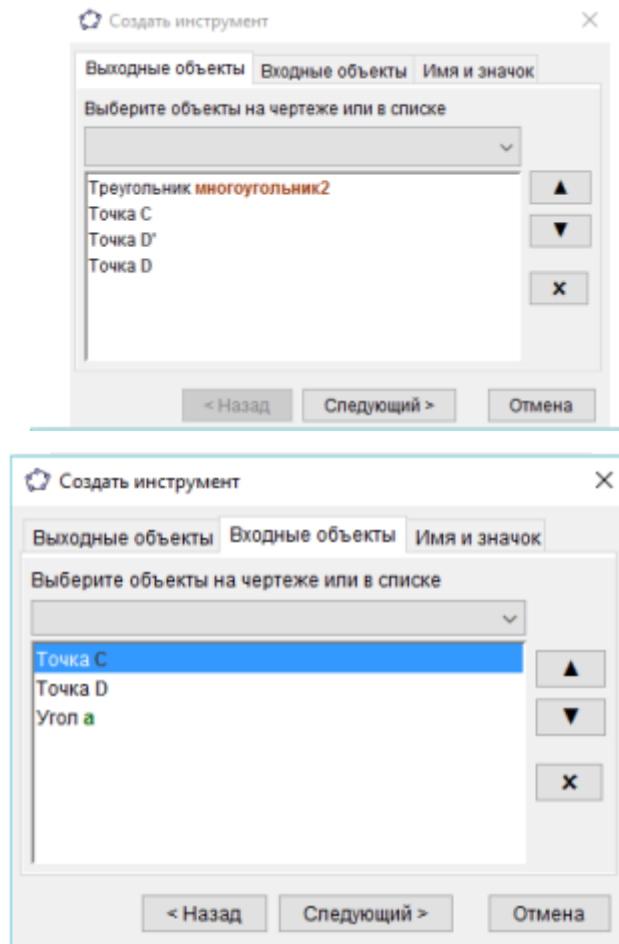 Создать инструмент
Выходные объекты Входные объекты Имя и значок
Выберите объекты на чертеже или в списке
Треугольник многоугольник2
Точка C
Точка D'
Точка D
< Назад Следующий > Отмена
Создать инструмент
Выходные объекты Входные объекты Имя и значок
Выберите объекты на чертеже или в списке
Точка C
Точка D
Угол a
< Назад Следующий > Отмена